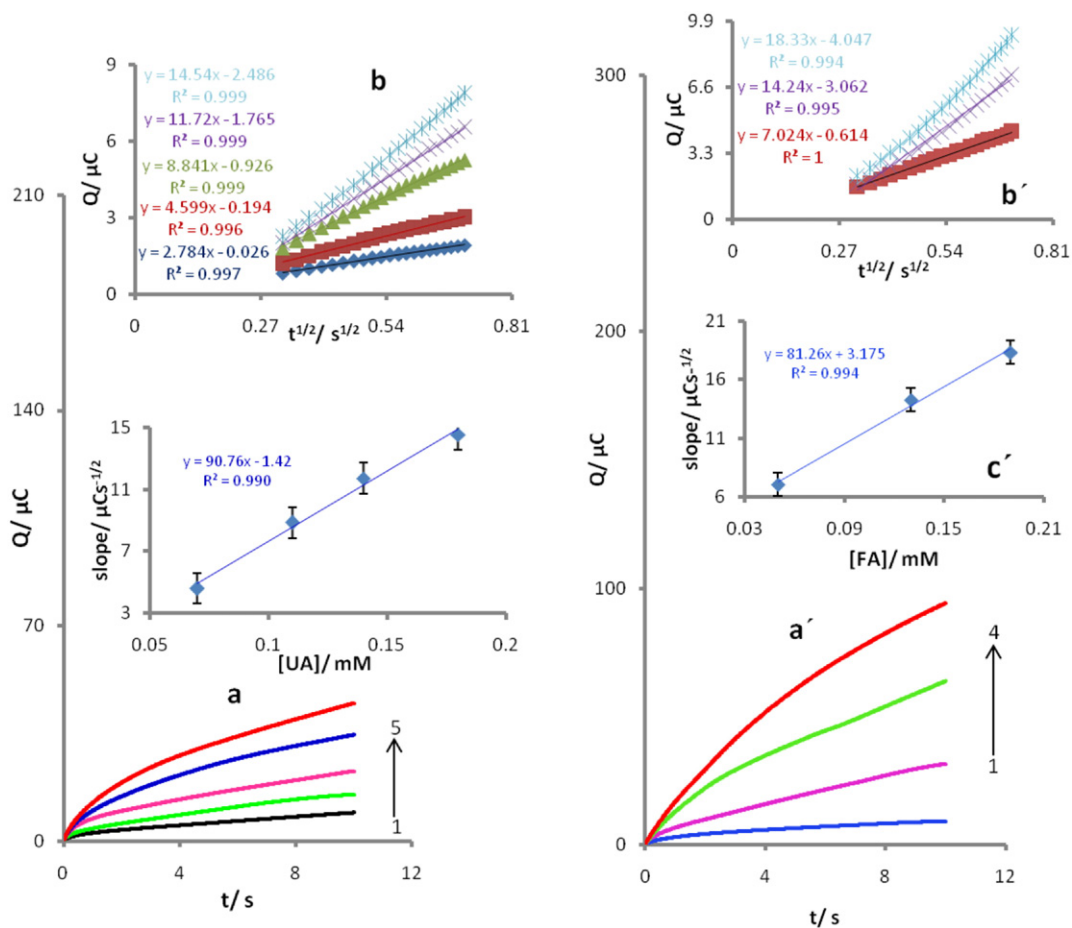 9
6
3
0
Q/ µC
y = 14.54x - 2.486
R² = 0.999
y = 11.72x - 1.765
R² = 0.999
y = 8.841x - 0.926
R² = 0.999
y = 4.599x - 0.194
R² = 0.996
y = 2.784x - 0.026
R² = 0.997
b
0 0.27 0.54 0.81
t^1/2/ s^1/2
210
140
70
0
Q/ µC
15
11
7
3
slope/ µCs^-1/2
y = 90.76x - 1.42
R² = 0.990
0.05 0.1 0.15 0.2
[UA]/ mM
a
5
1
0 4 8 12
t/ s
9.9
6.6
3.3
0
Q/ µC
y = 18.33x - 4.047
R² = 0.994
y = 14.24x - 3.062
R² = 0.995
y = 7.024x - 0.614
R² = 1
b´
0 0.27 0.54 0.81
t^1/2/ s^1/2
300
200
100
0
Q/ µC
21
16
11
6
slope/ µCs-^1/2
y = 81.26x + 3.175
R² = 0.994
c´
0.03 0.09 0.15 0.21
[FA]/ mM
a´
4
1
0 4 8 12
t/ s